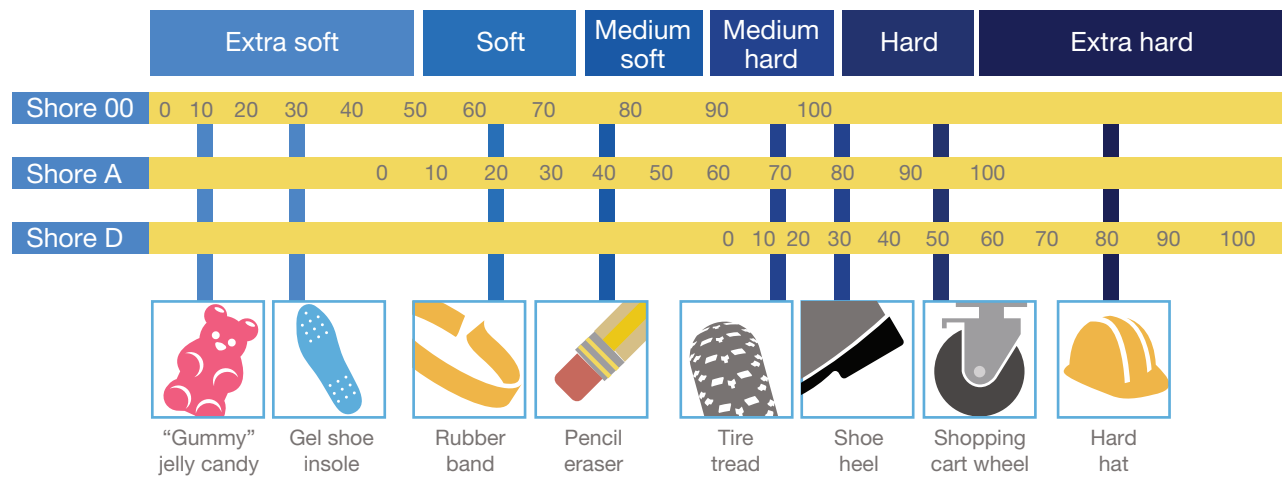 Extra soft
Soft
Medium
soft
Medium
hard
Hard
Extra hard
Shore 00 0 10 20 30 40 50 60 70 80 90 100
Shore A 0 10 20 30 40 50 60 70 80 90 100
Shore D 0 10 20 30 40 50 60 70 80 90 100
“Gummy”
jelly candy
Gel shoe
insole
Rubber
band
Pencil
eraser
Tire
tread
Shoe
heel
Shopping
cart wheel
Hard
hat